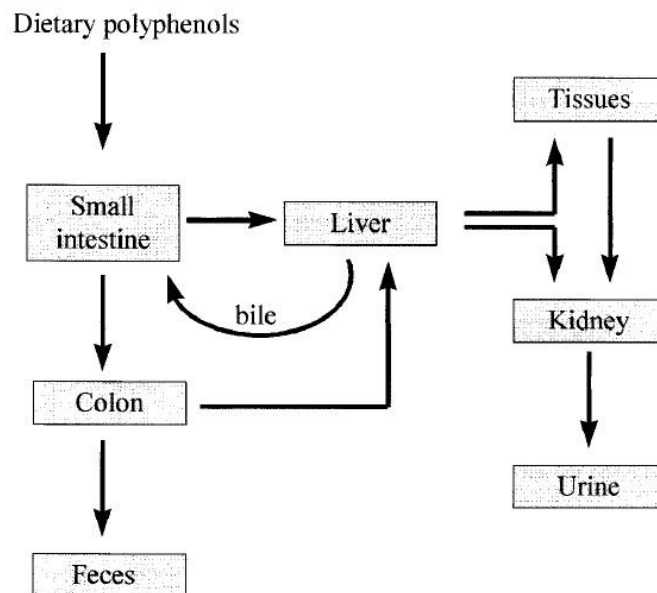 Dietary polyphenols
Tissues
Small
intestine
Liver
bile
Kidney
Colon
Urine
Feces